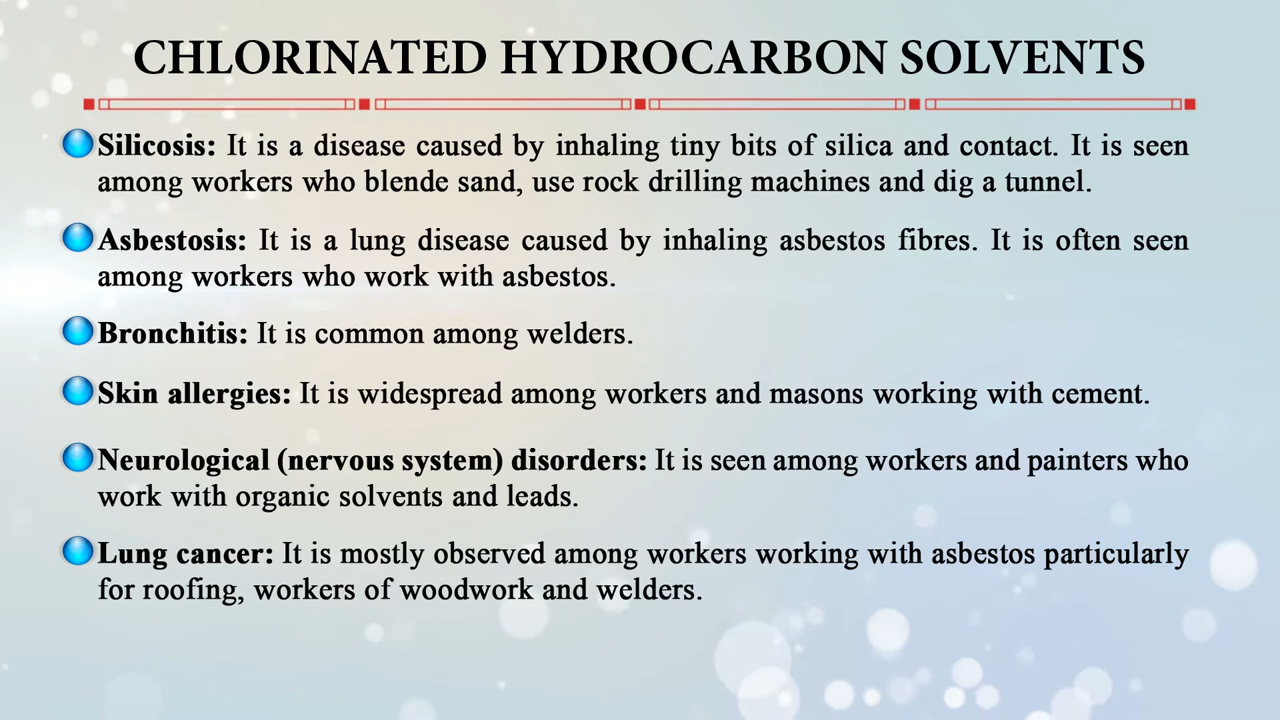 CHLORINATED HYDROCARBON SOLVENTS
Silicosis: It is a disease caused by inhaling tiny bits of silica and contact. It is seen
among workers who blende sand, use rock drilling machines and dig a tunnel.
Asbestosis: It is a lung disease caused by inhaling asbestos fibres. It is often seen
among workers who work with asbestos.
Bronchitis: It is common among welders.
Skin allergies: It is widespread among workers and masons working with cement.
Neurological (nervous system) disorders: It is seen among workers and painters who
work with organic solvents and leads.
Lung cancer: It is mostly observed among workers working with asbestos particularly
for roofing, workers of woodwork and welders.